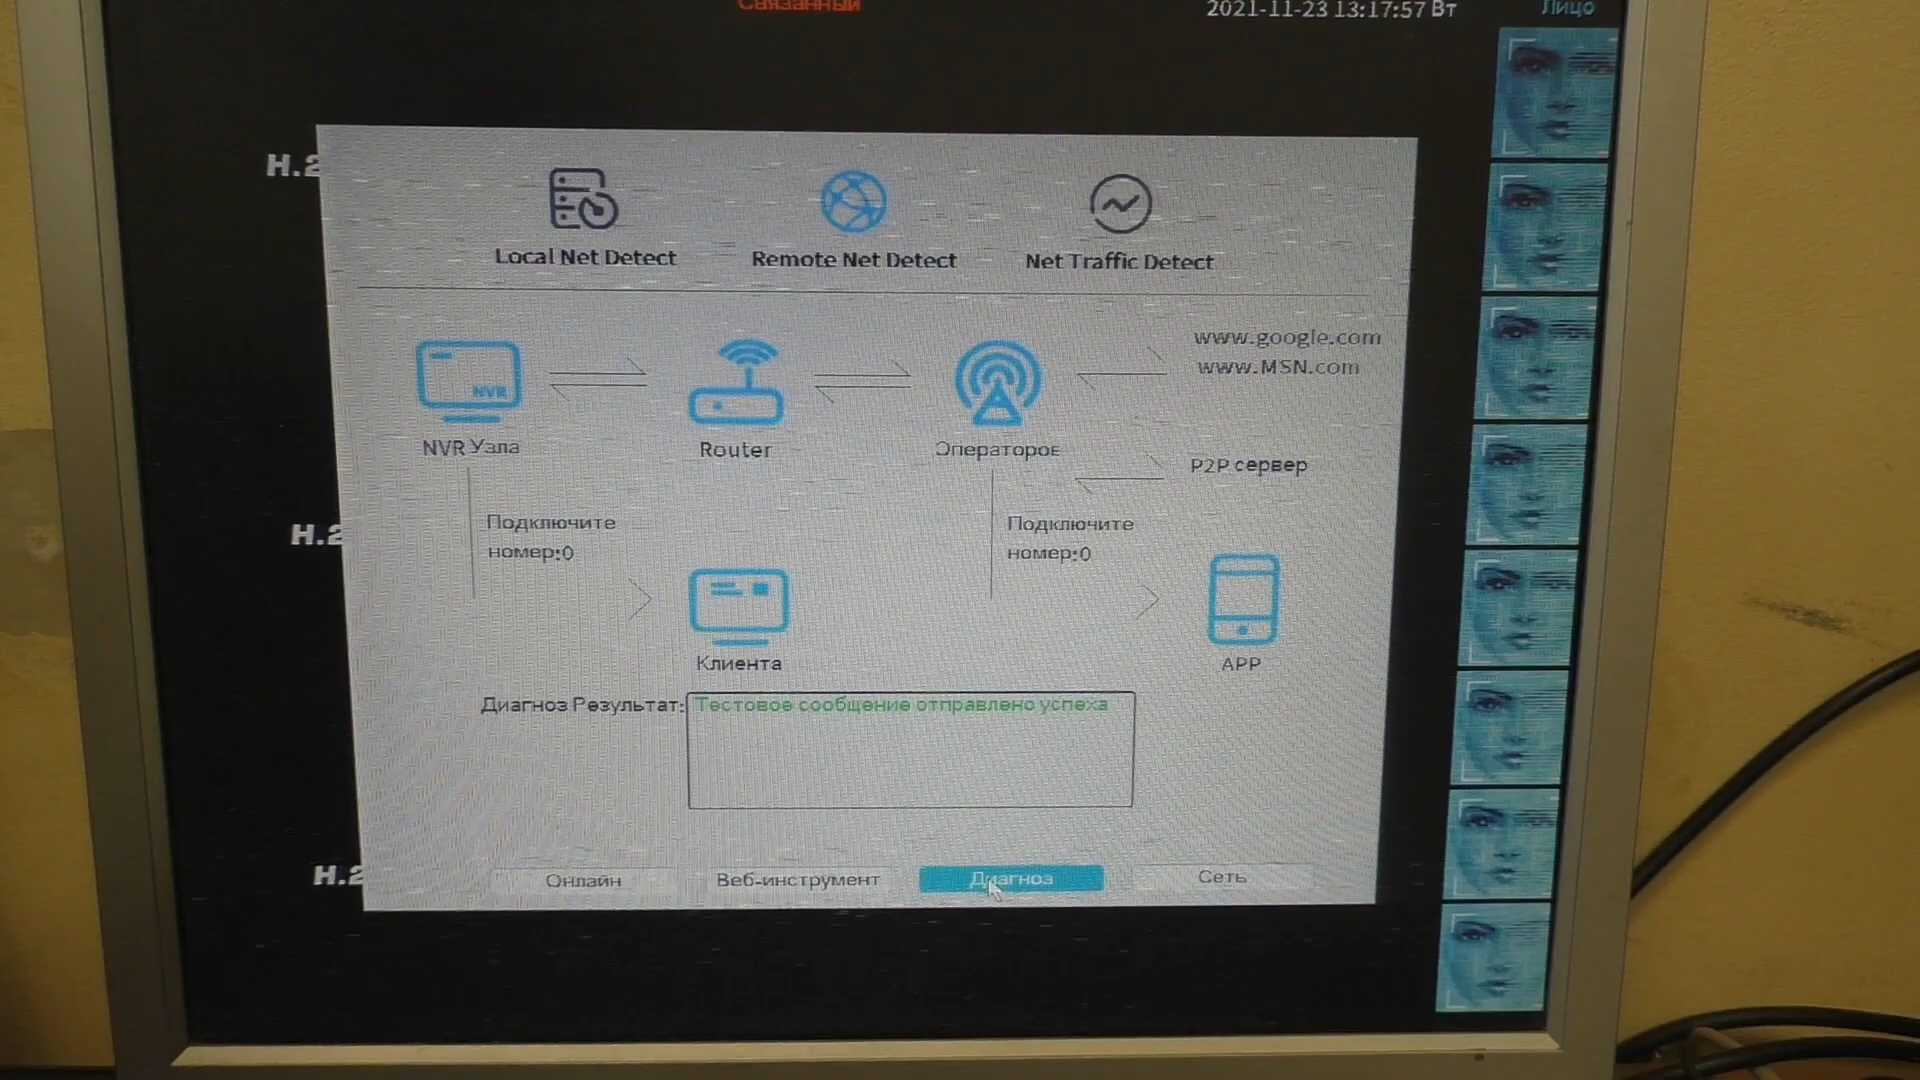 Связанный
2021-11-23 13:17:57 Вт
Лицо
H.2
Local Net Detect
Remote Net Detect
Net Traffic Detect
www.google.com
www.MSN.com
NVR
NVR Узла
Router
Операторов
P2P сервер
Подключите
номер:0
Подключите
номер:0
H.2
Клиента
APP
Диагноз Результат:
Тестовое сообщение отправлено успеха
H.2
Онлайн
Веб-инструмент
Диагноз
Сеть